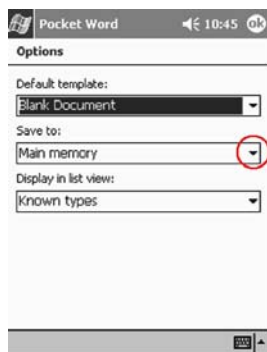 Pocket Word 10:45 ok
Options
Default template:
Blank Document
Save to:
Main memory
Display in list view:
Known types